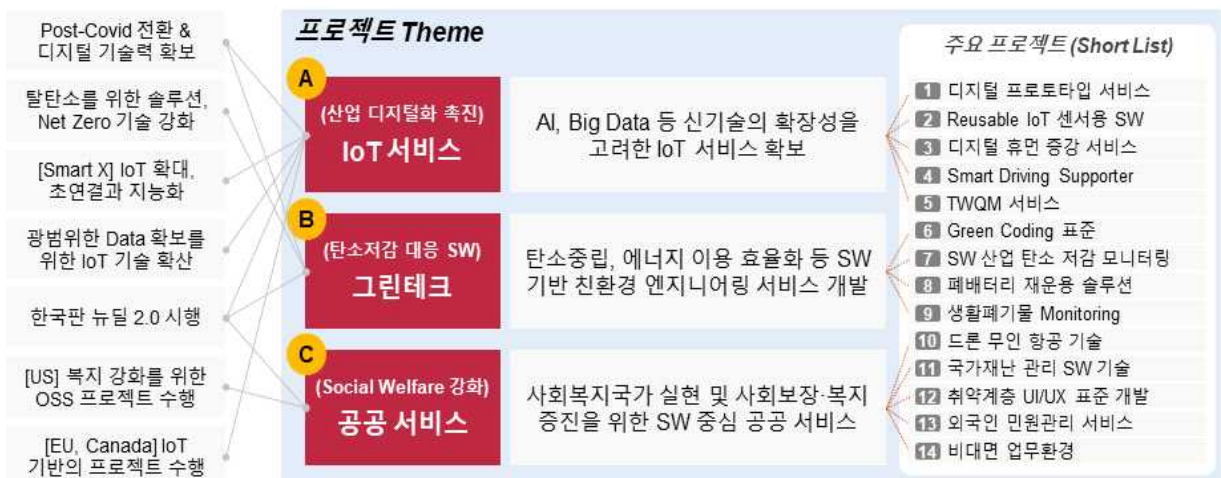 Post-Covid 전환 &
디지털 기술력 확보
탈탄소를 위한 솔루션,
Net Zero 기술 강화
[Smart X] IoT 확대,
초연결과 지능화
광범위한 Data 확보를
위한 IoT 기술 확산
한국판 뉴딜 2.0 시행
[US] 복지 강화를 위한
OSS 프로젝트 수행
[EU, Canada] IoT
기반의 프로젝트 수행
프로젝트 Theme
A
(산업 디지털화 촉진)
IoT 서비스
AI, Big Data 등 신기술의 확장성을
고려한 IoT 서비스 확보
B
(탄소저감 대응 SW)
그린테크
탄소중립, 에너지 이용 효율화 등 SW
기반 친환경 엔지니어링 서비스 개발
C
(Social Welfare 강화)
공공 서비스
사회복지국가 실현 및 사회보장·복지
증진을 위한 SW 중심 공공 서비스
주요 프로젝트 (Short List)
1 디지털 프로토타입 서비스
2 Reusable IoT 센서용 SW
3 디지털 휴먼 증강 서비스
4 Smart Driving Supporter
5 TWQM 서비스
6 Green Coding 표준
7 SW 산업 탄소 저감 모니터링
8 폐배터리 재운용 솔루션
9 생활폐기물 Monitoring
10 드론 무인 항공 기술
11 국가재난 관리 SW 기술
12 취약계층 UI/UX 표준 개발
13 외국인 민원관리 서비스
14 비대면 업무환경